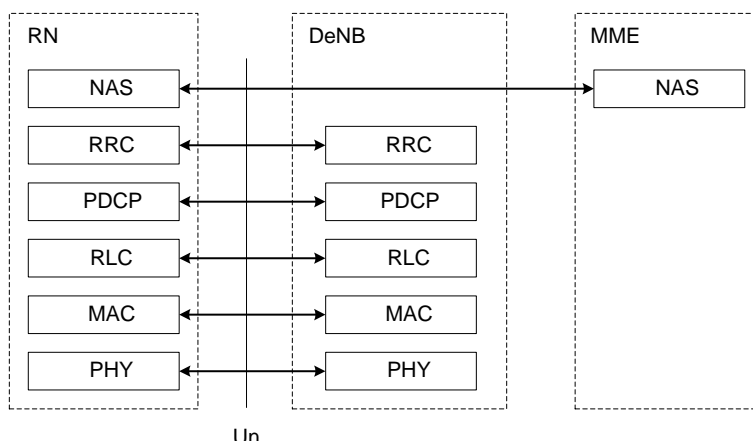 RN DeNB MME
NAS NAS
RRC RRC
PDCP PDCP
RLC RLC
MAC MAC
PHY PHY
Un